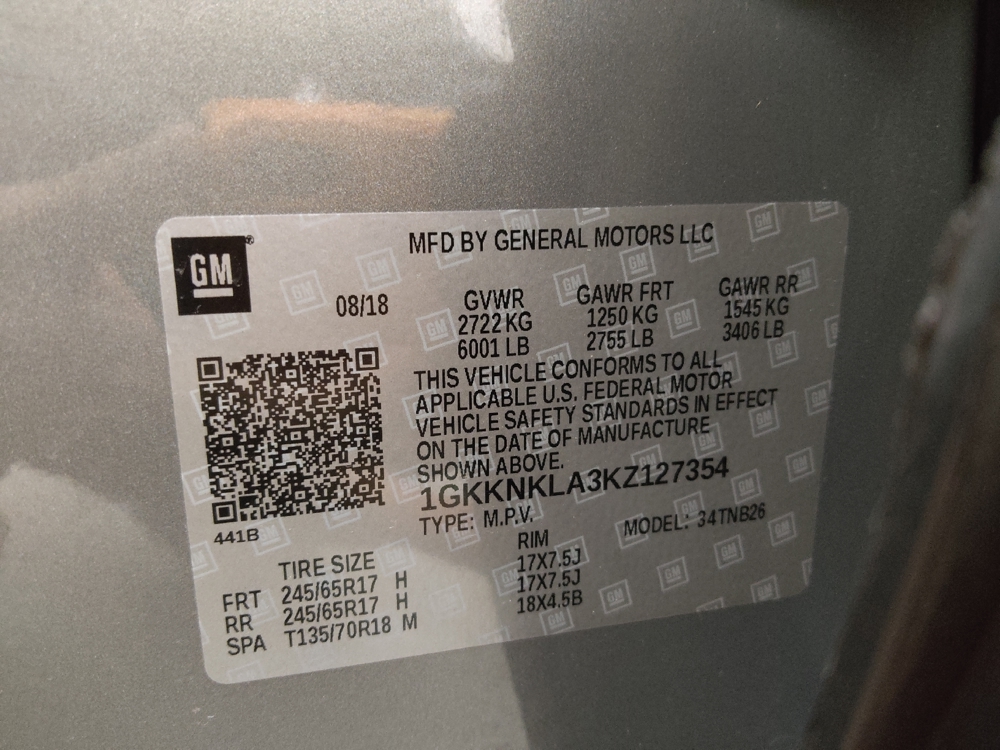 GM
MFD BY GENERAL MOTORS LLC
08/18
GVWR GAWR FRT GAWR RR
2722 KG 1250 KG 1545 KG
6001 LB 2755 LB 3406 LB
THIS VEHICLE CONFORMS TO ALL
APPLICABLE U.S. FEDERAL MOTOR
VEHICLE SAFETY STANDARDS IN EFFECT
ON THE DATE OF MANUFACTURE
SHOWN ABOVE.
1GKKNKLA3KZ127354
TYPE: M.P.V. MODEL: 34TNB26
441B
TIRE SIZE RIM
FRT 245/65R17 H 17X7.5J
RR 245/65R17 H 17X7.5J
SPA T135/70R18 M 18X4.5B